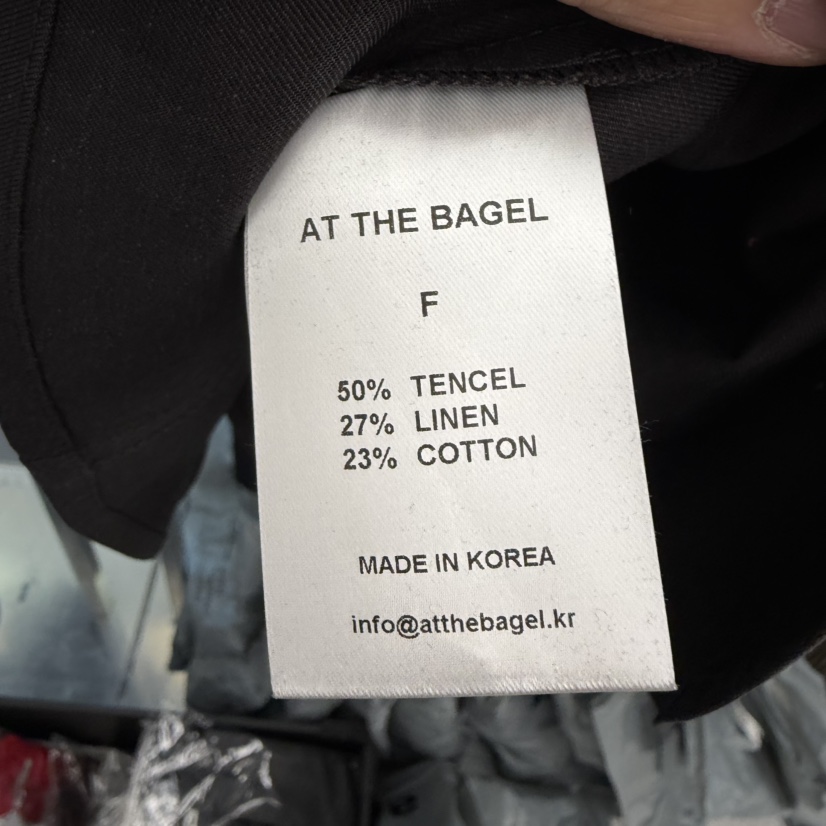 AT THE BAGEL
F
50% TENCEL
27% LINEN
23% COTTON
MADE IN KOREA
info@atthebagel.kr